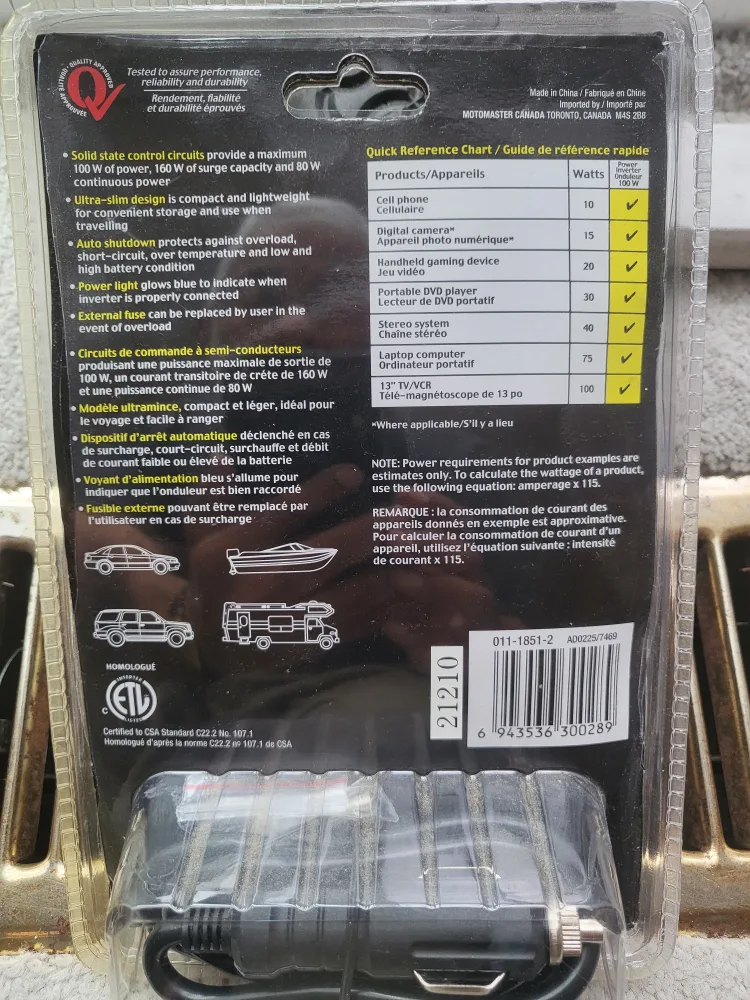 QUALITY APPROVED
QUALITÉ APPROUVÉE
Tested to assure performance,
reliability and durability
Rendement, fiabilité
et durabilité éprouvés
Made in China / Fabriqué en Chine
Imported by / Importé par
MOTOMASTER CANADA TORONTO, CANADA M4S 2B8
• Solid state control circuits provide a maximum
100 W of power, 160 W of surge capacity and 80 W
continuous power
• Ultra-slim design is compact and lightweight
for convenient storage and use when
travelling
• Auto shutdown protects against overload,
short-circuit, over temperature and low and
high battery condition
• Power light glows blue to indicate when
inverter is properly connected
• External fuse can be replaced by user in the
event of overload
• Circuits de commande à semi-conducteurs
produisant une puissance maximale de sortie de
100 W, un courant transitoire de crête de 160 W
et une puissance continue de 80 W
• Modèle ultramince, compact et léger, idéal pour
le voyage et facile à ranger
• Dispositif d'arrêt automatique déclenché en cas
de surcharge, court-circuit, surchauffe et débit
de courant faible ou élevé de la batterie
• Voyant d'alimentation bleu s'allume pour
indiquer que l'onduleur est bien raccordé
• Fusible externe pouvant être remplacé par
l'utilisateur en cas de surcharge
Quick Reference Chart / Guide de référence rapide
Products/Appareils Watts Power Inverter Onduleur 100 W
Cell phone
Cellulaire 10 ✓
Digital camera*
Appareil photo numérique* 15 ✓
Handheld gaming device
Jeu vidéo 20 ✓
Portable DVD player
Lecteur de DVD portatif 30 ✓
Stereo system
Chaîne stéréo 40 ✓
Laptop computer
Ordinateur portatif 75 ✓
13" TV/VCR
Télé-magnétoscope de 13 po 100 ✓
*Where applicable/S'il y a lieu
NOTE: Power requirements for product examples are
estimates only. To calculate the wattage of a product,
use the following equation: amperage x 115.
REMARQUE : la consommation de courant des
appareils donnés en exemple est approximative.
Pour calculer la consommation de courant d'un
appareil, utilisez l'équation suivante : intensité
de courant x 115.
HOMOLOGUÉ
INTERTEK
C ETL
LISTED
Certified to CSA Standard C22.2 No. 107.1
Homologué d'après la norme C22.2 nº 107.1 de CSA
21210
011-1851-2 AD0225/7469
6 943536 300289